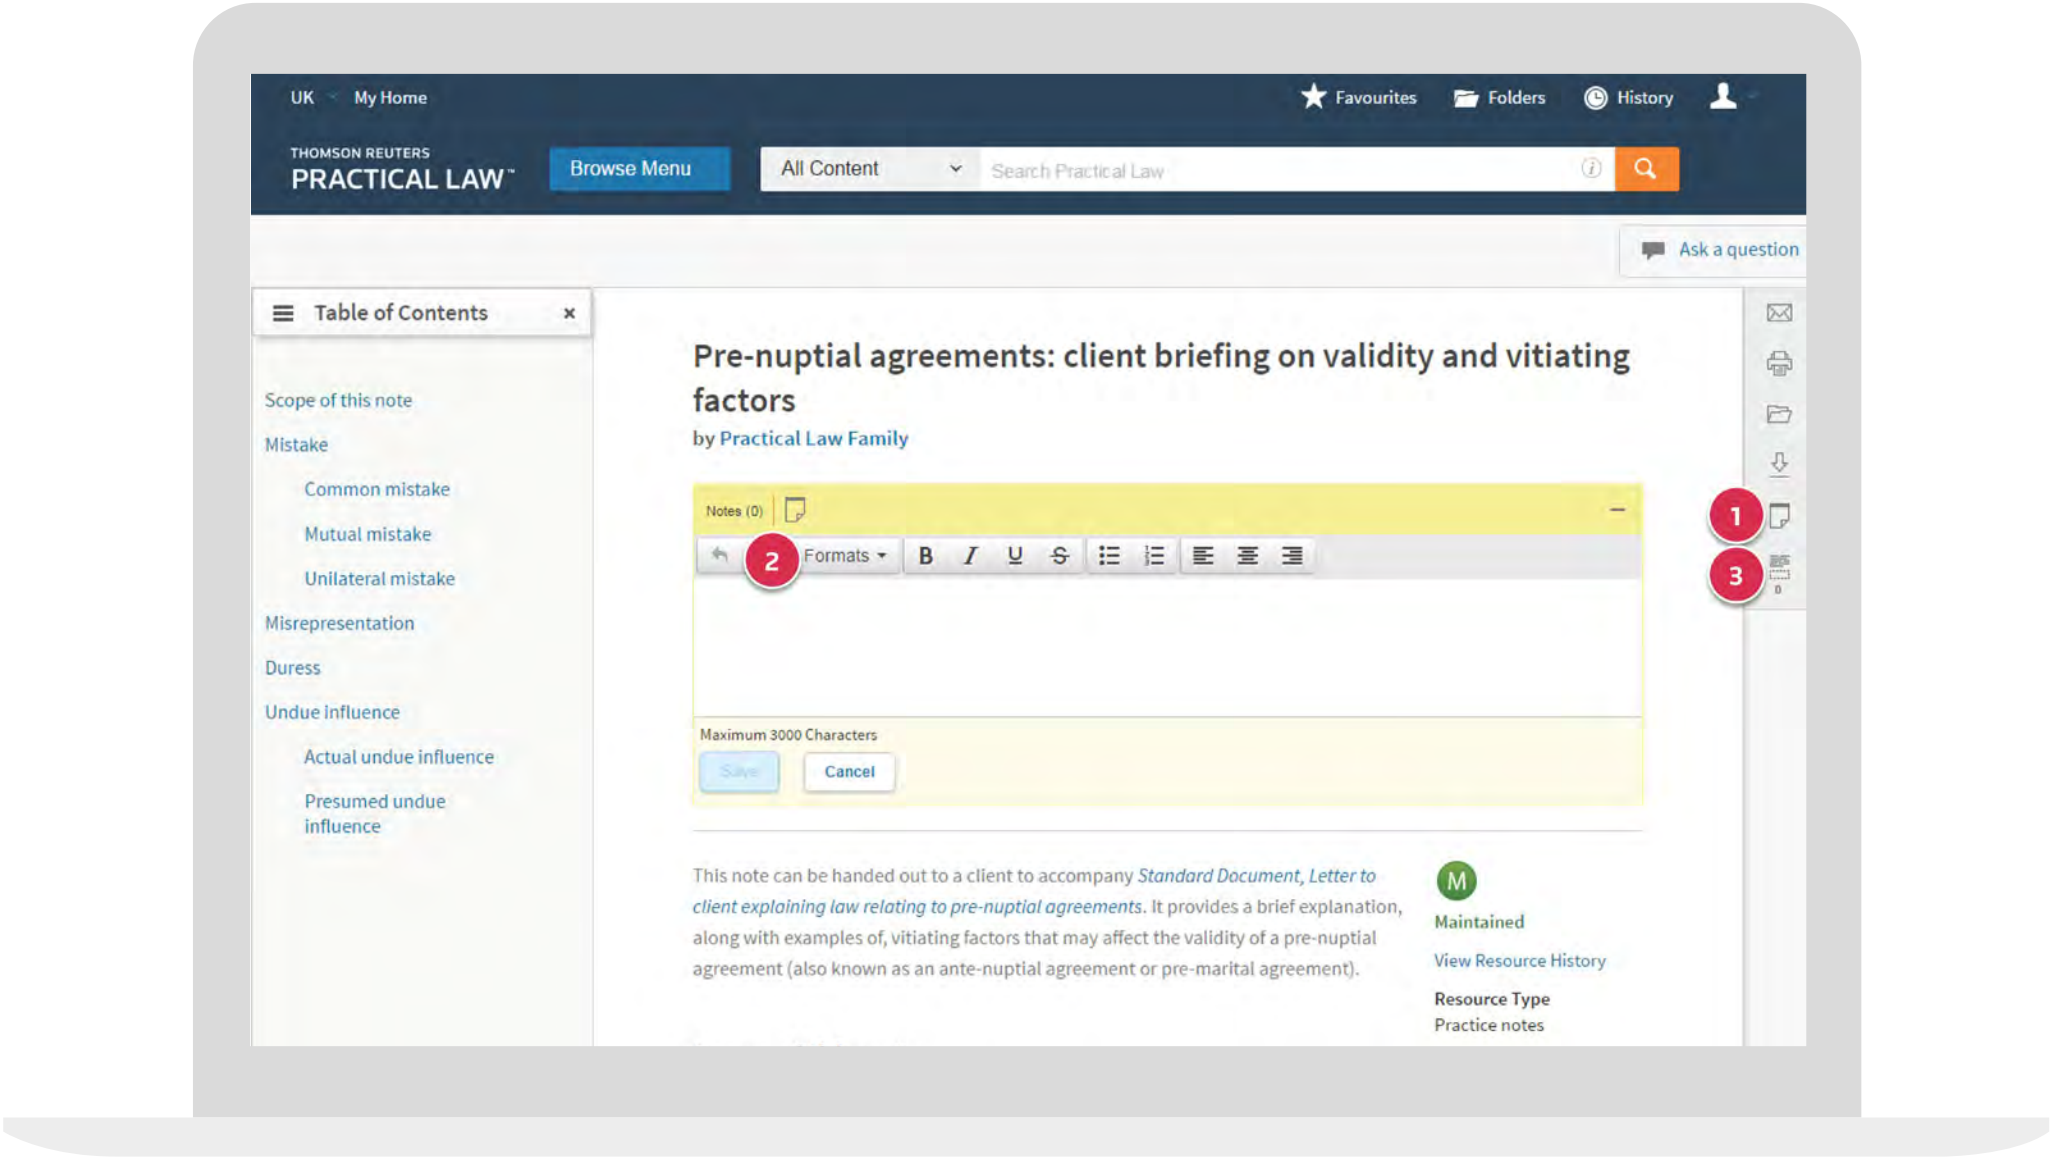 UK My Home Favourites Folders History
THOMSON REUTERS
PRACTICAL LAW™
Browse Menu
All Content
Search Practical Law
i
Ask a question
Table of Contents ×
Scope of this note
Mistake
Common mistake
Mutual mistake
Unilateral mistake
Misrepresentation
Duress
Undue influence
Actual undue influence
Presumed undue
influence
Pre-nuptial agreements: client briefing on validity and vitiating
factors
by Practical Law Family
Notes (0)
1
2
Formats B I U S
3
0
Maximum 3000 Characters
Save Cancel
This note can be handed out to a client to accompany Standard Document, Letter to
client explaining law relating to pre-nuptial agreements. It provides a brief explanation,
along with examples of, vitiating factors that may affect the validity of a pre-nuptial
agreement (also known as an ante-nuptial agreement or pre-marital agreement).
M
Maintained
View Resource History
Resource Type
Practice notes